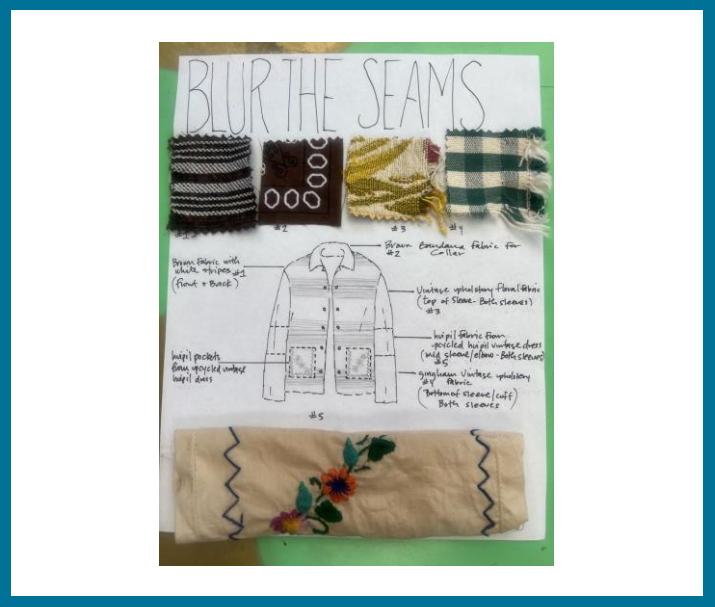 BLUR THE SEAMS
#1
#2
#3
#4
Brown bandana fabric for
#2 Collar
Brown Fabric with
white stripes #1
(front + Back)
Vintage upholstery floral fabric
(top of sleeve - Both sleeves)
#3
huipil fabric from
upcycled huipil vintage dress
(mid sleeve/elbow - Both sleeves)
#5
huipil pockets
from upcycled vintage
huipil dress
gingham Vintage upholstery
#4 fabric
(Bottom of sleeve/cuff)
Both sleeves
#5